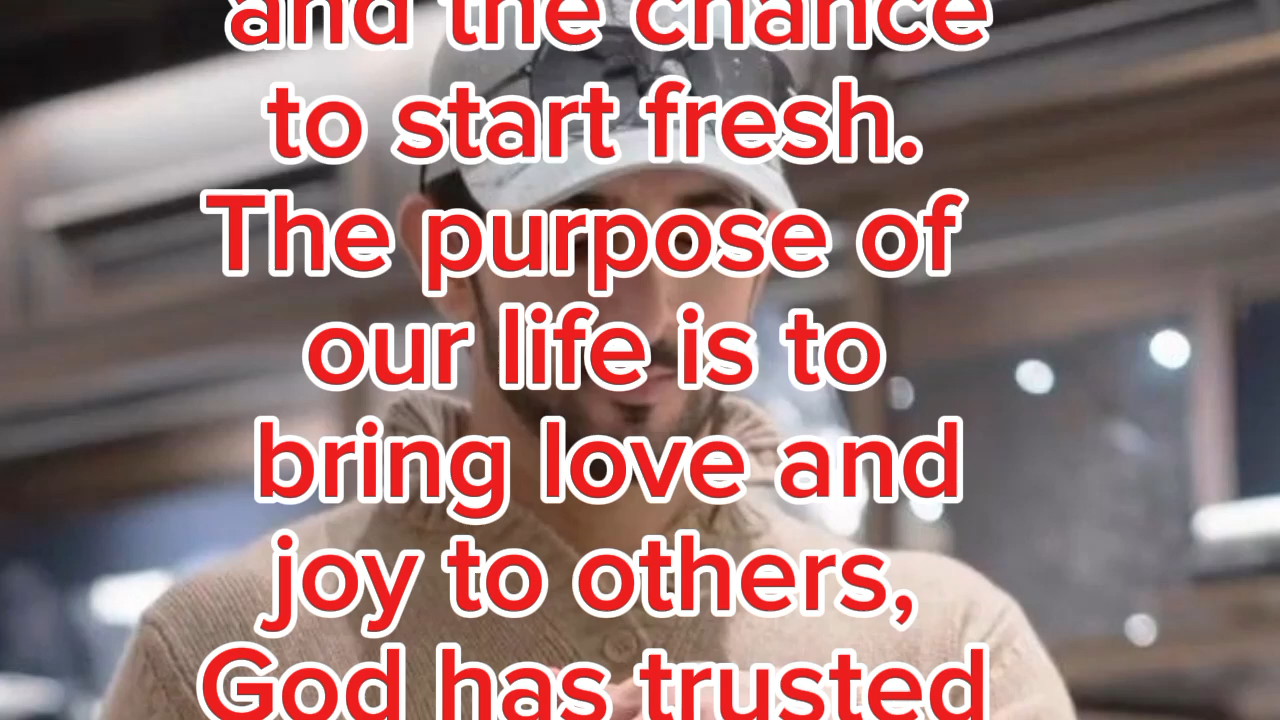 and the chance
to start fresh.
The purpose of
our life is to
bring love and
joy to others,
God has trusted